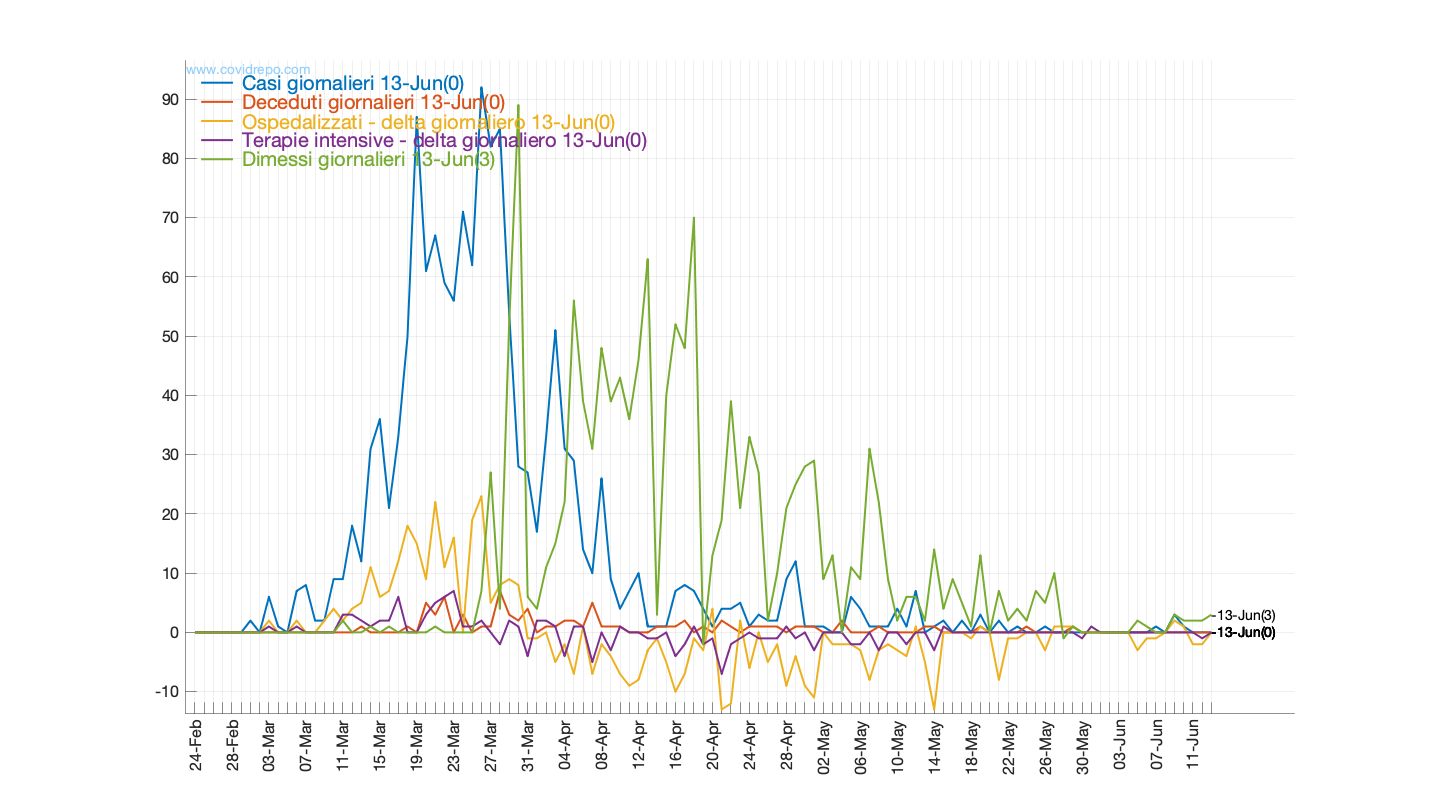 www.covidrepo.com
Casi giornalieri 13-Jun(0)
Deceduti giornalieri 13-Jun(0)
Ospedalizzati - delta giornaliero 13-Jun(0)
Terapie intensive - delta giornaliero 13-Jun(0)
Dimessi giornalieri 13-Jun(3)
90
80
70
60
50
40
30
20
10
0
-10
13-Jun(3)
13-Jun(0)
24-Feb
28-Feb
03-Mar
07-Mar
11-Mar
15-Mar
19-Mar
23-Mar
27-Mar
31-Mar
04-Apr
08-Apr
12-Apr
16-Apr
20-Apr
24-Apr
28-Apr
02-May
06-May
10-May
14-May
18-May
22-May
26-May
30-May
03-Jun
07-Jun
11-Jun